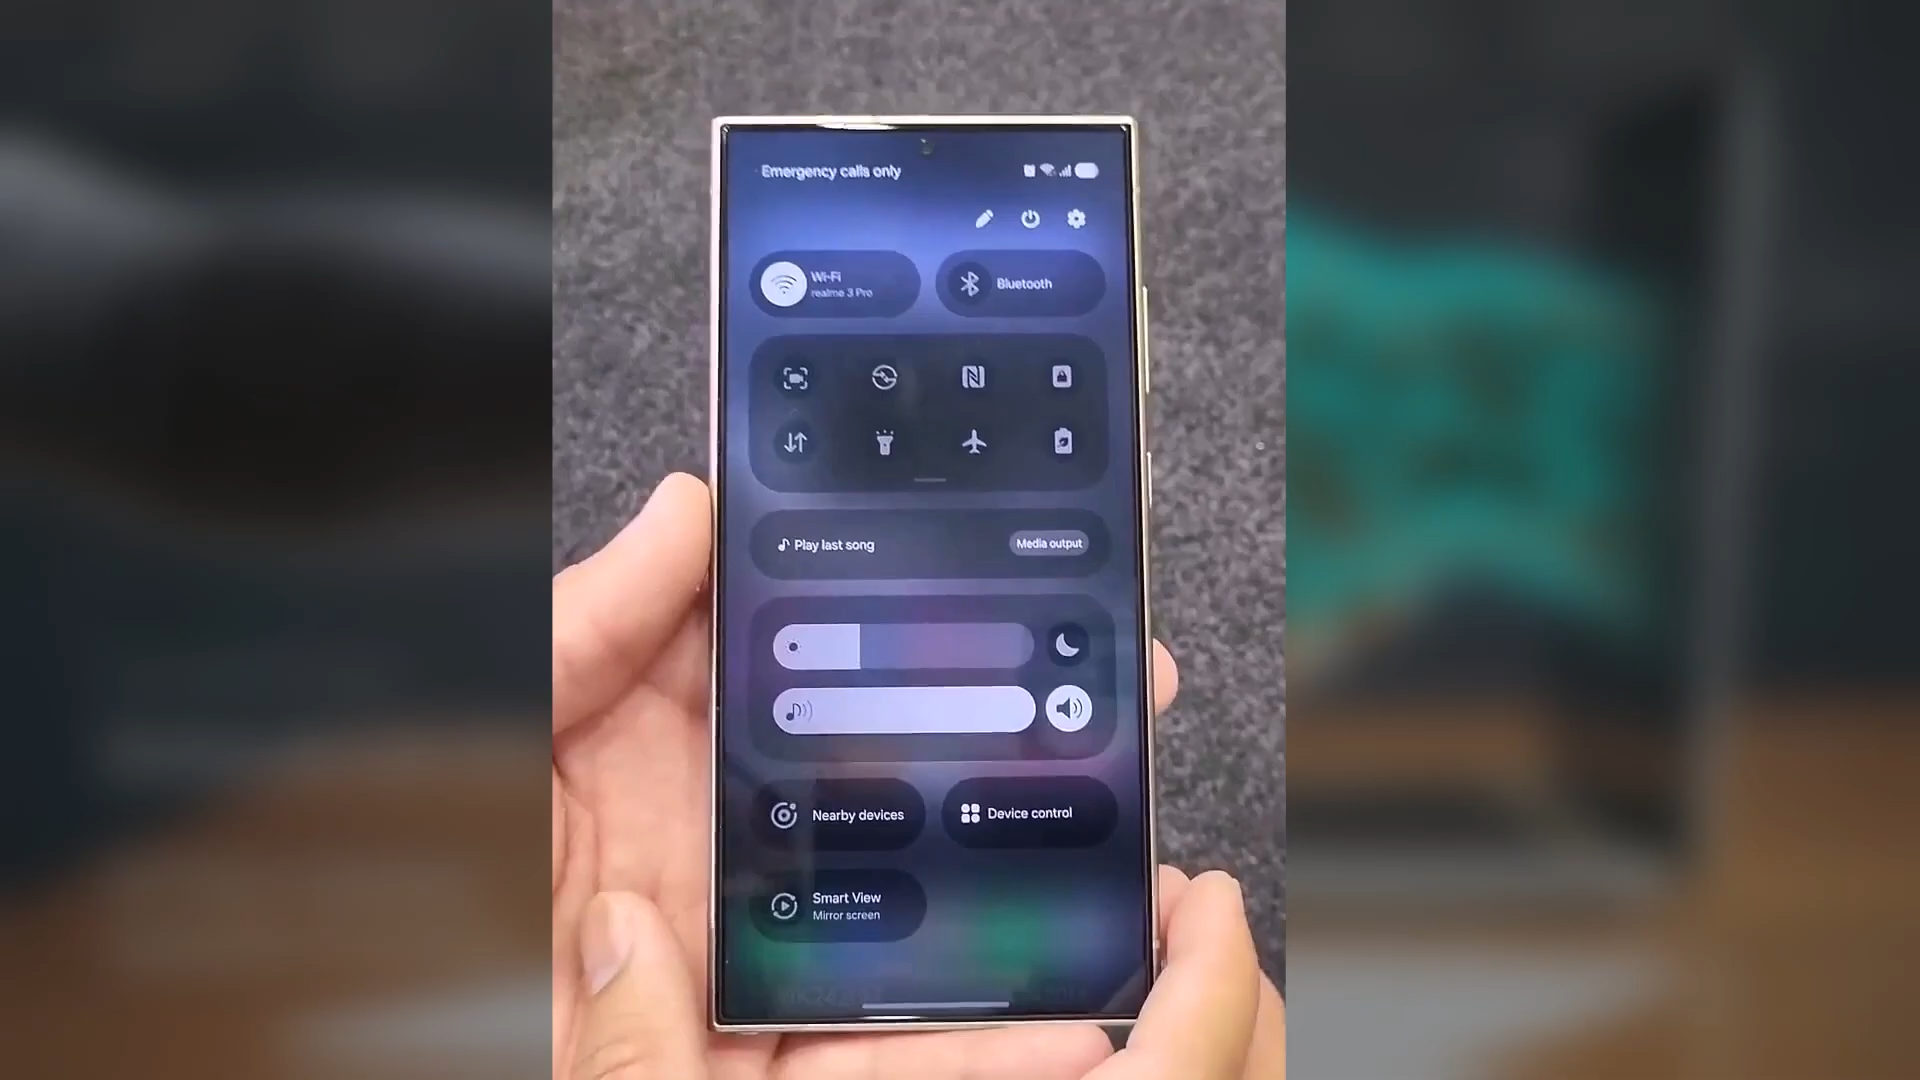 Emergency calls only
Wi-Fi
realme 3 Pro
Bluetooth
Play last song
Media output
Nearby devices
Device control
Smart View
Mirror screen